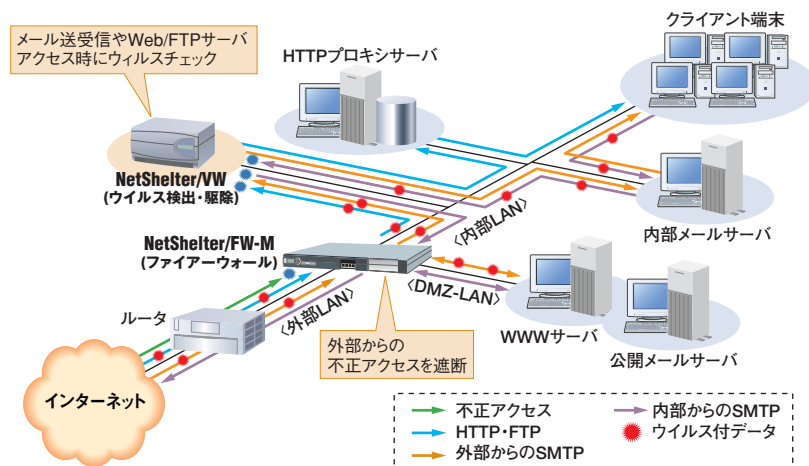 メール送受信やWeb/FTPサーバ
アクセス時にウィルスチェック
HTTPプロキシサーバ
クライアント端末
NetShelter/VW
(ウイルス検出・駆除)
〈内部LAN〉
内部メールサーバ
NetShelter/FW-M
(ファイアーウォール)
〈DMZ-LAN〉
〈外部LAN〉
ルータ
WWWサーバ
公開メールサーバ
外部からの
不正アクセスを遮断
インターネット
不正アクセス
HTTP・FTP
外部からのSMTP
内部からのSMTP
ウイルス付データ